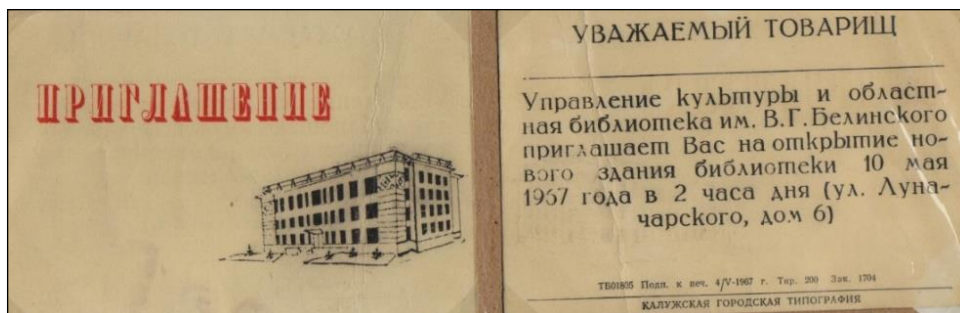 ПРИГЛАШЕНИЕ
УВАЖАЕМЫЙ ТОВАРИЩ
Управление культуры и област-
ная библиотека им. В.Г.Белинского
приглашает Вас на открытие но-
вого здания библиотеки 10 мая
1967 года в 2 часа дня (ул. Луна-
чарского, дом 6)
ТБ01805 Подп. к печ. 4/V-1967 г. Тир. 200 Зак. 1704
КАЛУЖСКАЯ ГОРОДСКАЯ ТИПОГРАФИЯ